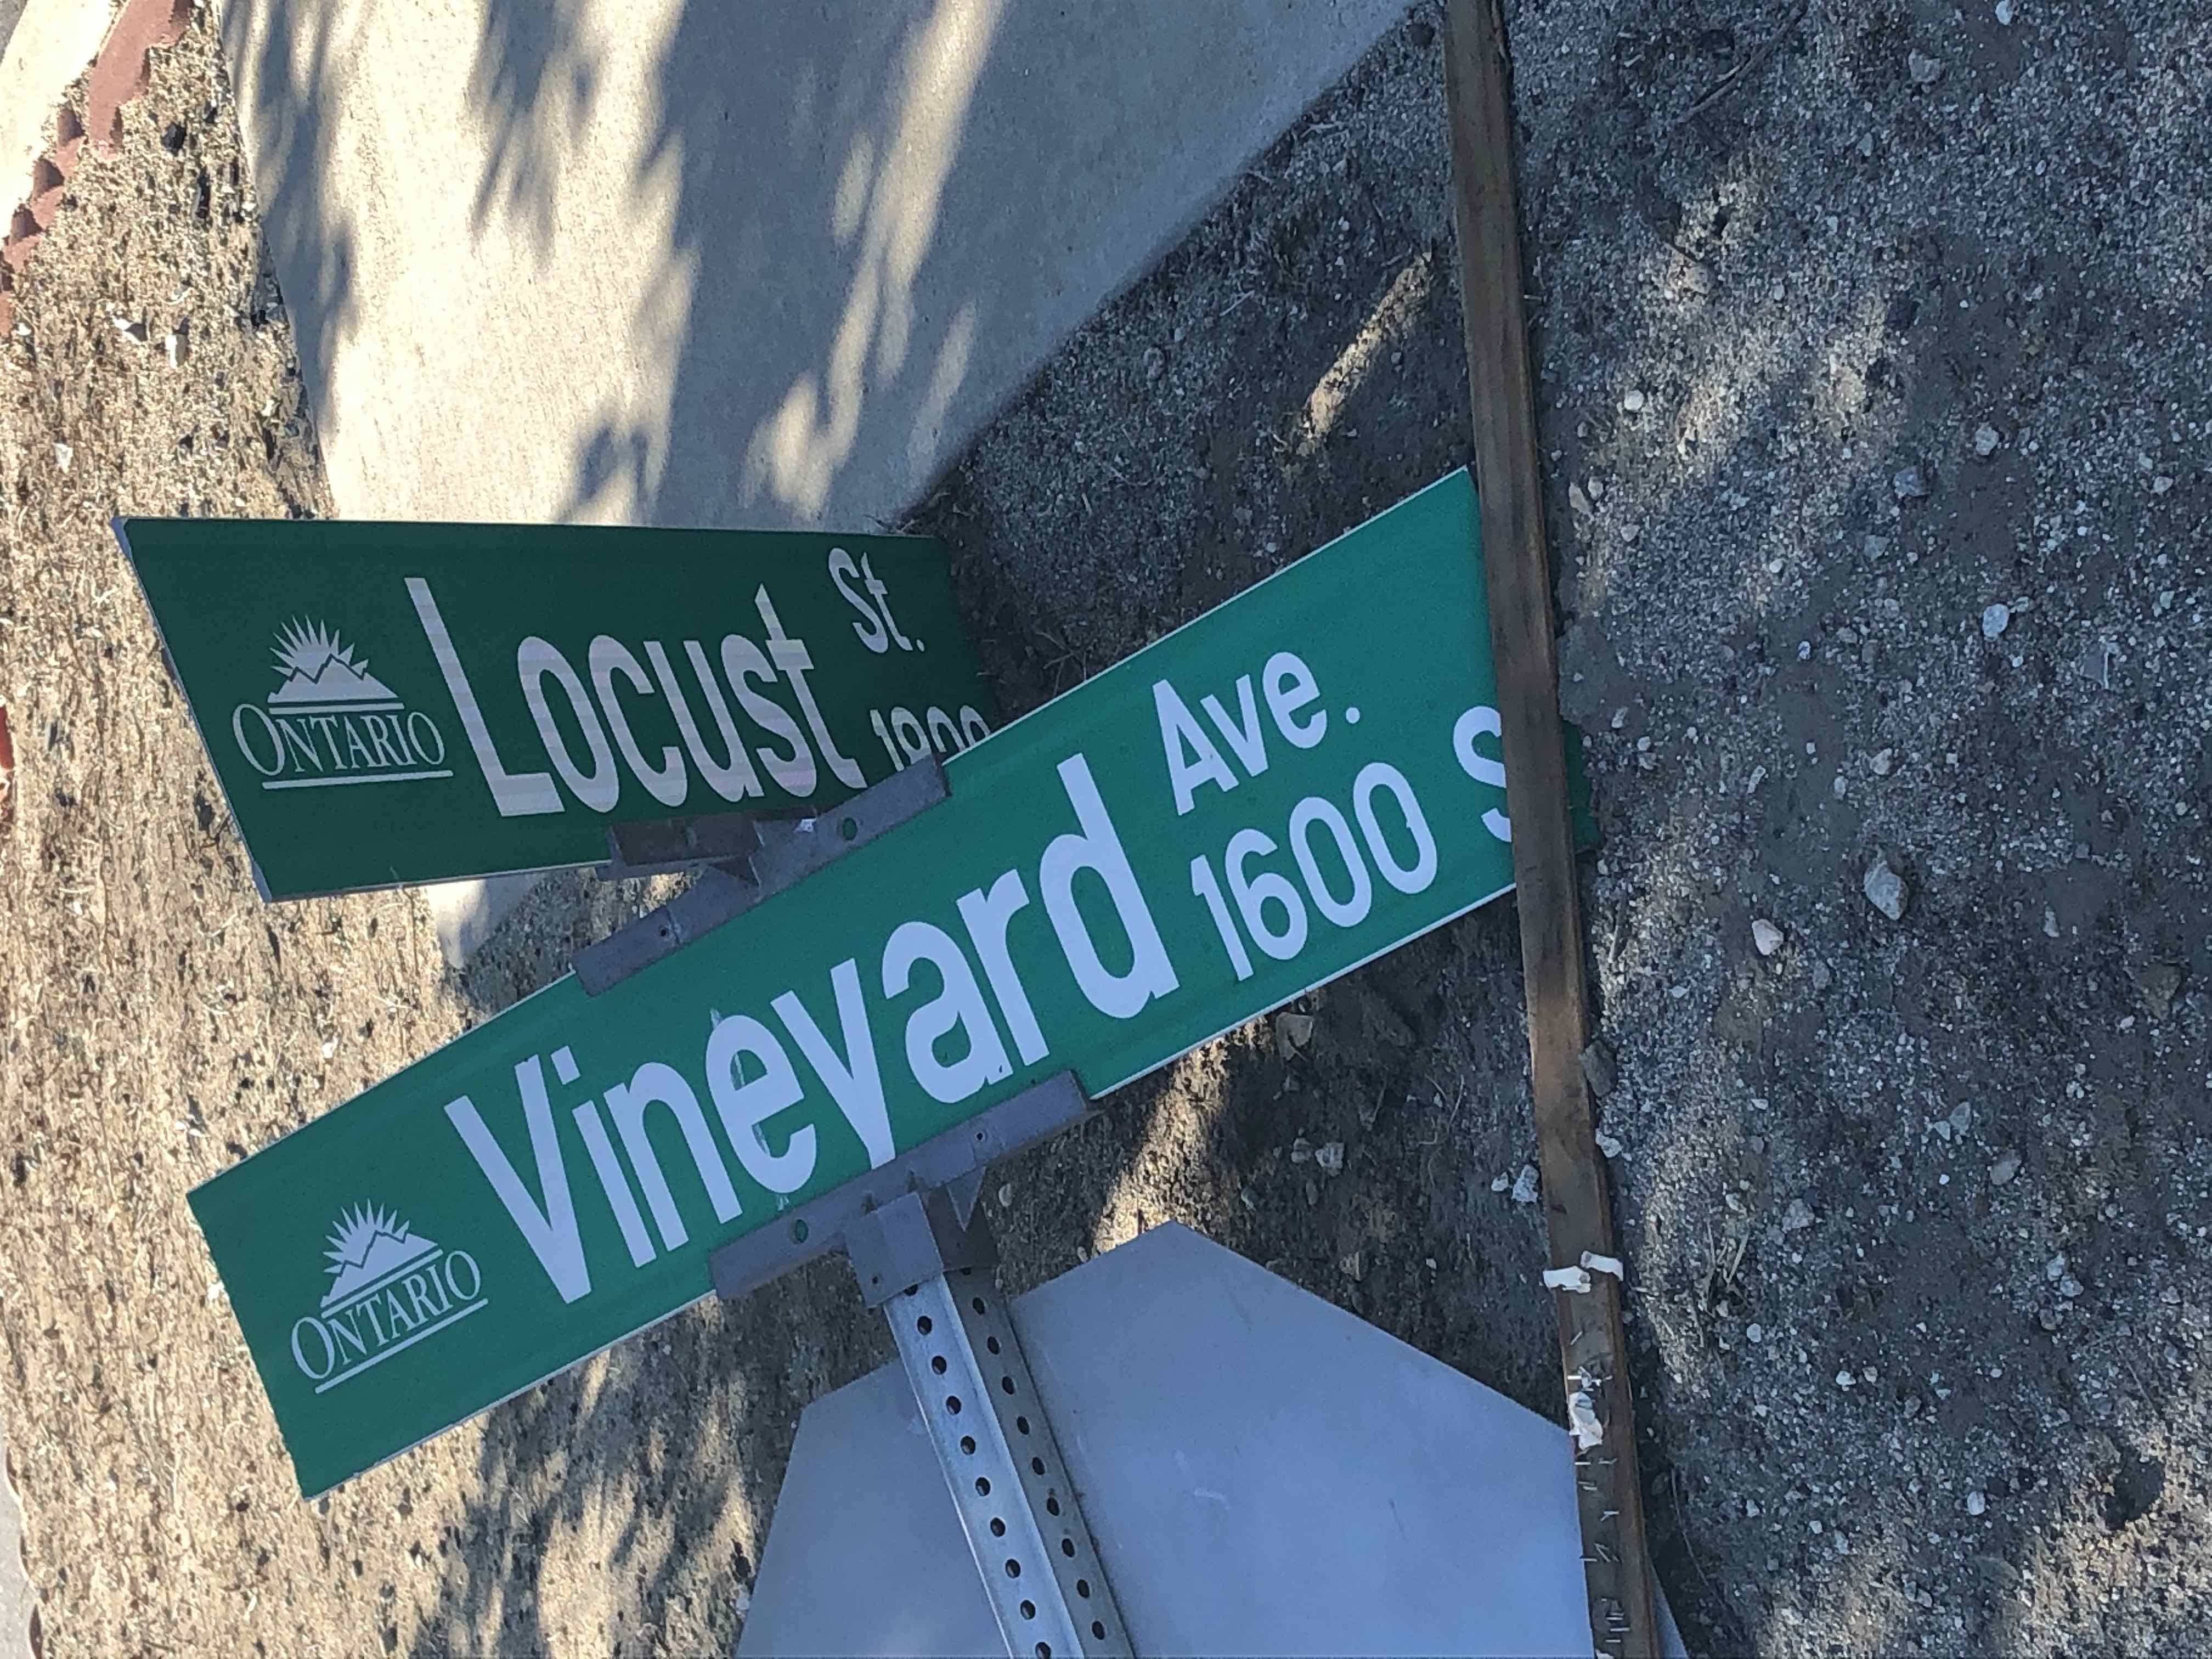 ONTARIO
Locust St.
ONTARIO
Vineyard Ave.
1600 S